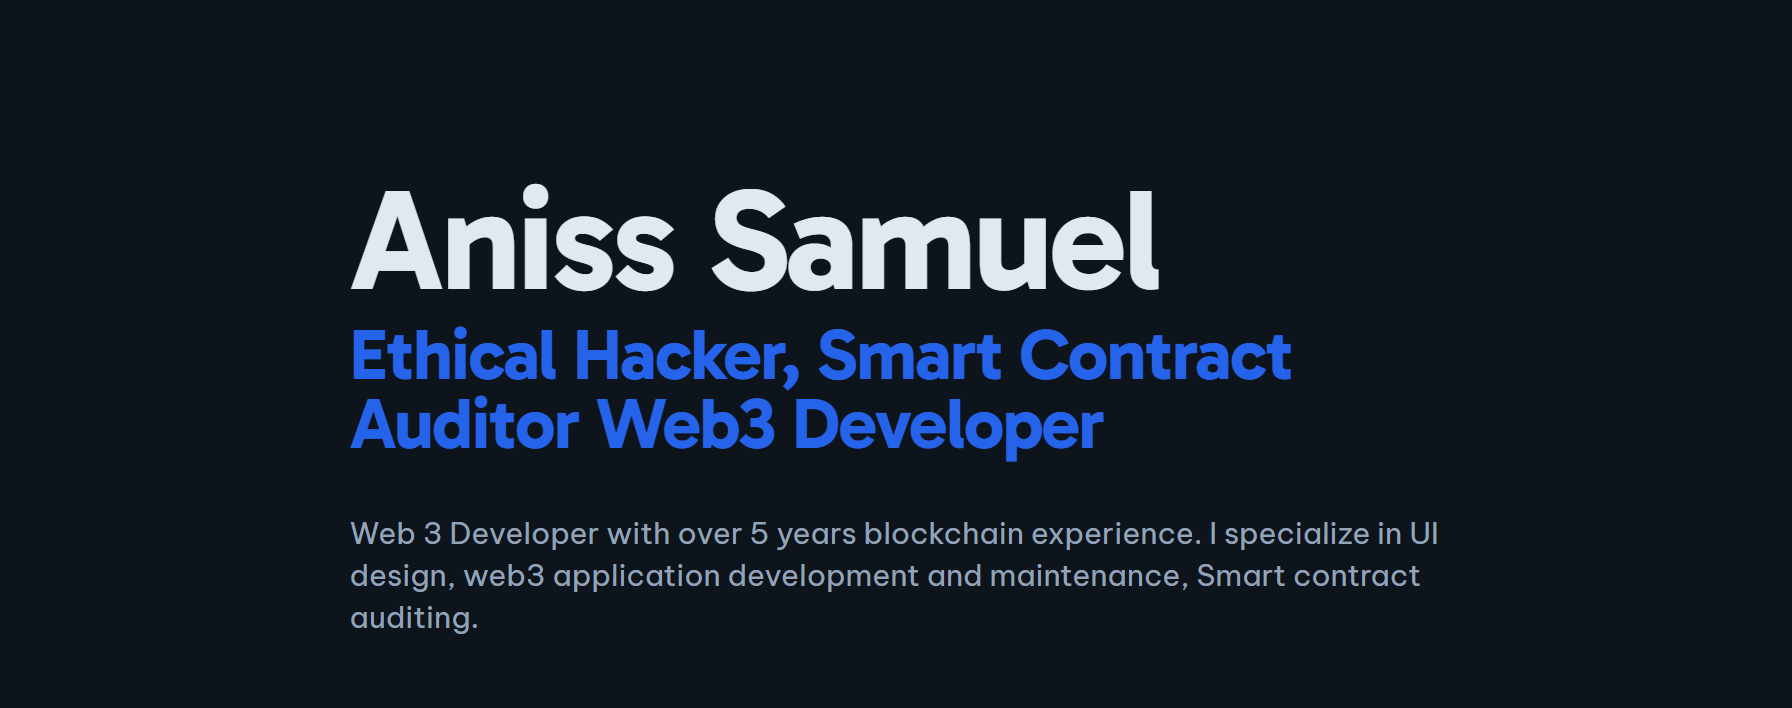 Aniss Samuel
Ethical Hacker, Smart Contract
Auditor Web3 Developer
Web 3 Developer with over 5 years blockchain experience. I specialize in UI
design, web3 application development and maintenance, Smart contract
auditing.